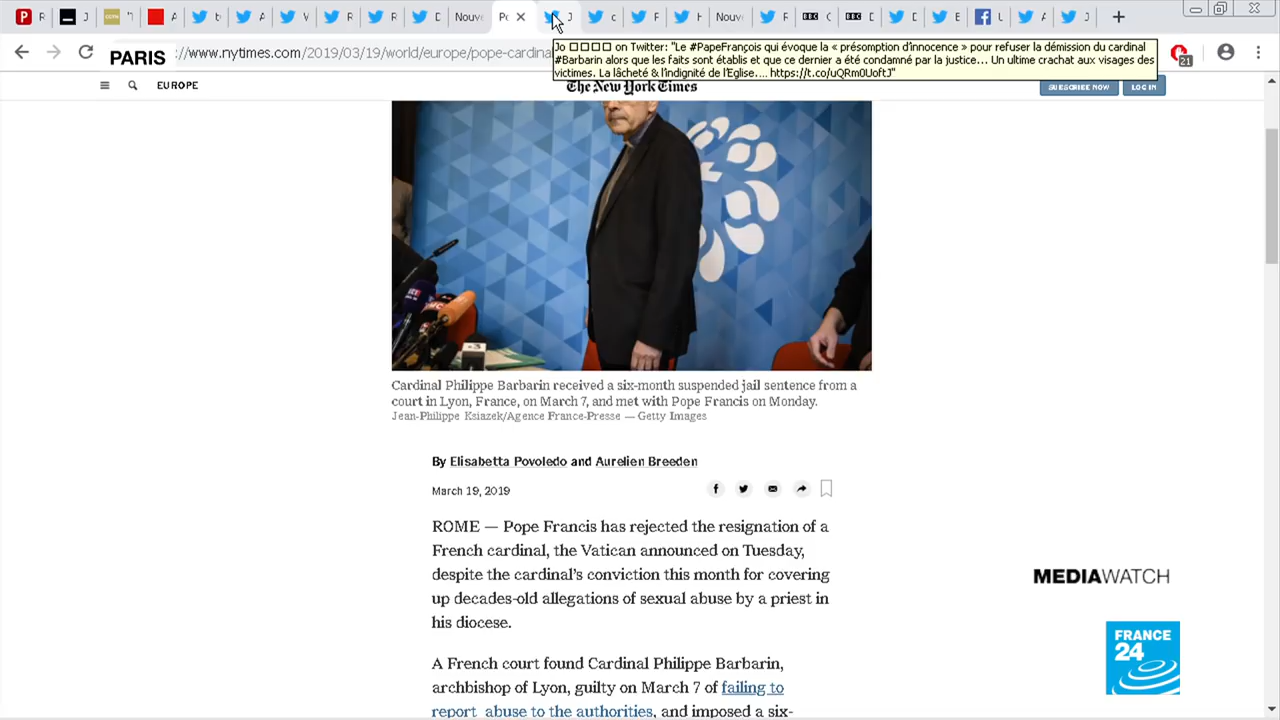 Nouv
Po
Nouv
PARIS
//www.nytimes.com/2019/03/19/world/europe/pope-cardina
Jo □□□□ on Twitter: "Le #PapeFrançois qui évoque la « présomption d'innocence » pour refuser la démission du cardinal
#Barbarin alors que les faits sont établis et que ce dernier a été condamné par la justice... Un ultime crachat aux visages des
victimes. La lâcheté & l'indignité de l'Eglise.... https://t.co/uQRm0UoftJ"
21
EUROPE
The New York Times
SUBSCRIBE NOW
LOG IN
Cardinal Philippe Barbarin received a six-month suspended jail sentence from a
court in Lyon, France, on March 7, and met with Pope Francis on Monday.
Jean-Philippe Ksiazek/Agence France-Presse — Getty Images
By Elisabetta Povoledo and Aurelien Breeden
March 19, 2019
ROME — Pope Francis has rejected the resignation of a
French cardinal, the Vatican announced on Tuesday,
despite the cardinal's conviction this month for covering
up decades-old allegations of sexual abuse by a priest in
his diocese.
A French court found Cardinal Philippe Barbarin,
archbishop of Lyon, guilty on March 7 of failing to
report abuse to the authorities, and imposed a six-
MEDIAWATCH
FRANCE
24